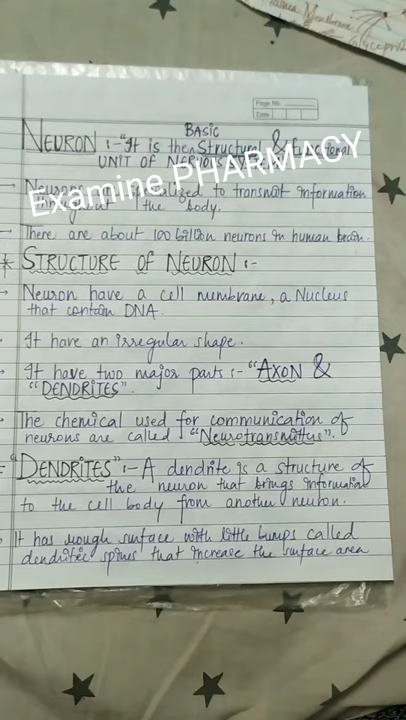 Plasma Membrane
Page No.
Date
BASIC
NEURON :- "It is the Structural & functional
UNIT OF NERVOUS
Examine PHARMACY
Neurons to transmit information
the body.
There are about 100 billion neurons in human brain.
* STRUCTURE OF NEURON :-
Neuron have a cell membrane, a Nucleus
that contain DNA.
It have an irregular shape.
It have two major parts :- "AXON &
"DENDRITES".
The chemical used for communication of
neurons are called "Neurotransmittus".
"DENDRITES" :- A dendrite is a structure of
the neuron that brings information
to the cell body from another neuron.
It has rough surface with little bumps called
dendritic spines that increase the surface area